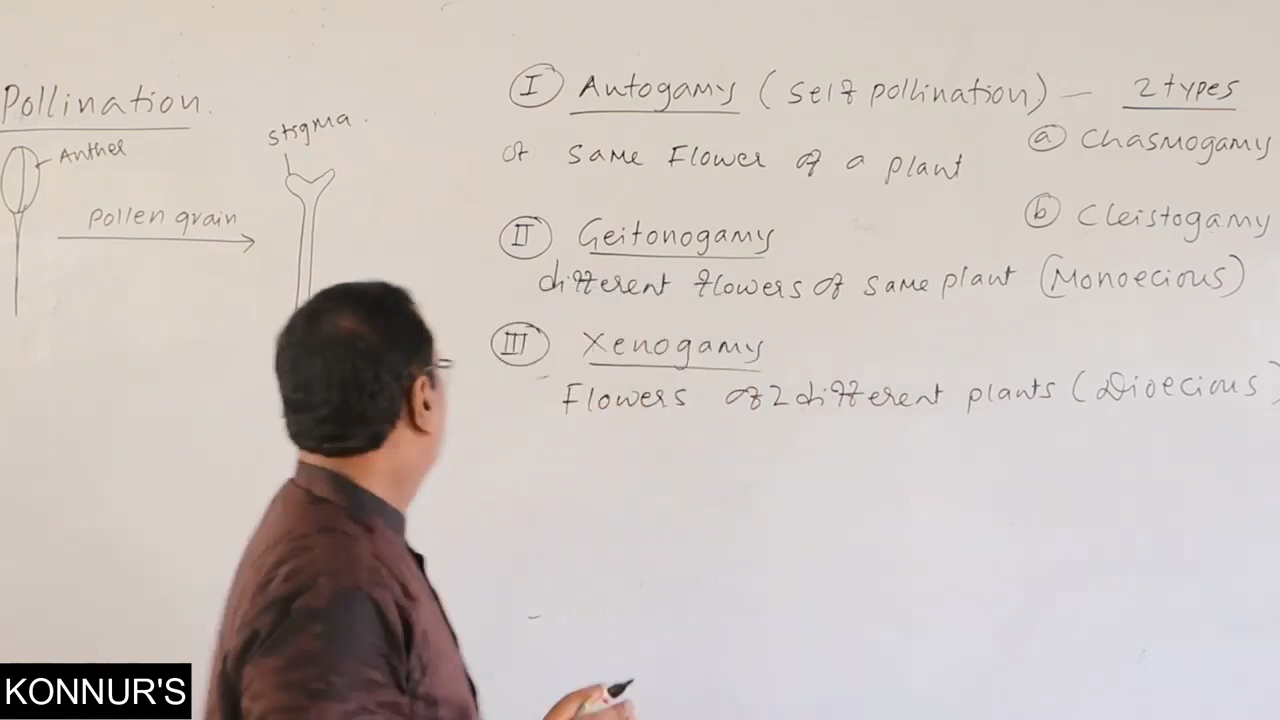 Pollination.
Anther
Pollen grain
Stigma.
I Autogamy (Self pollination) — 2 types
of same Flower of a plant
a Chasmogamy
b Cleistogamy
II Geitonogamy
different flowers of same plant (Monoecious)
III Xenogamy
Flowers of 2 different plants (Dioecious)
KONNUR'S